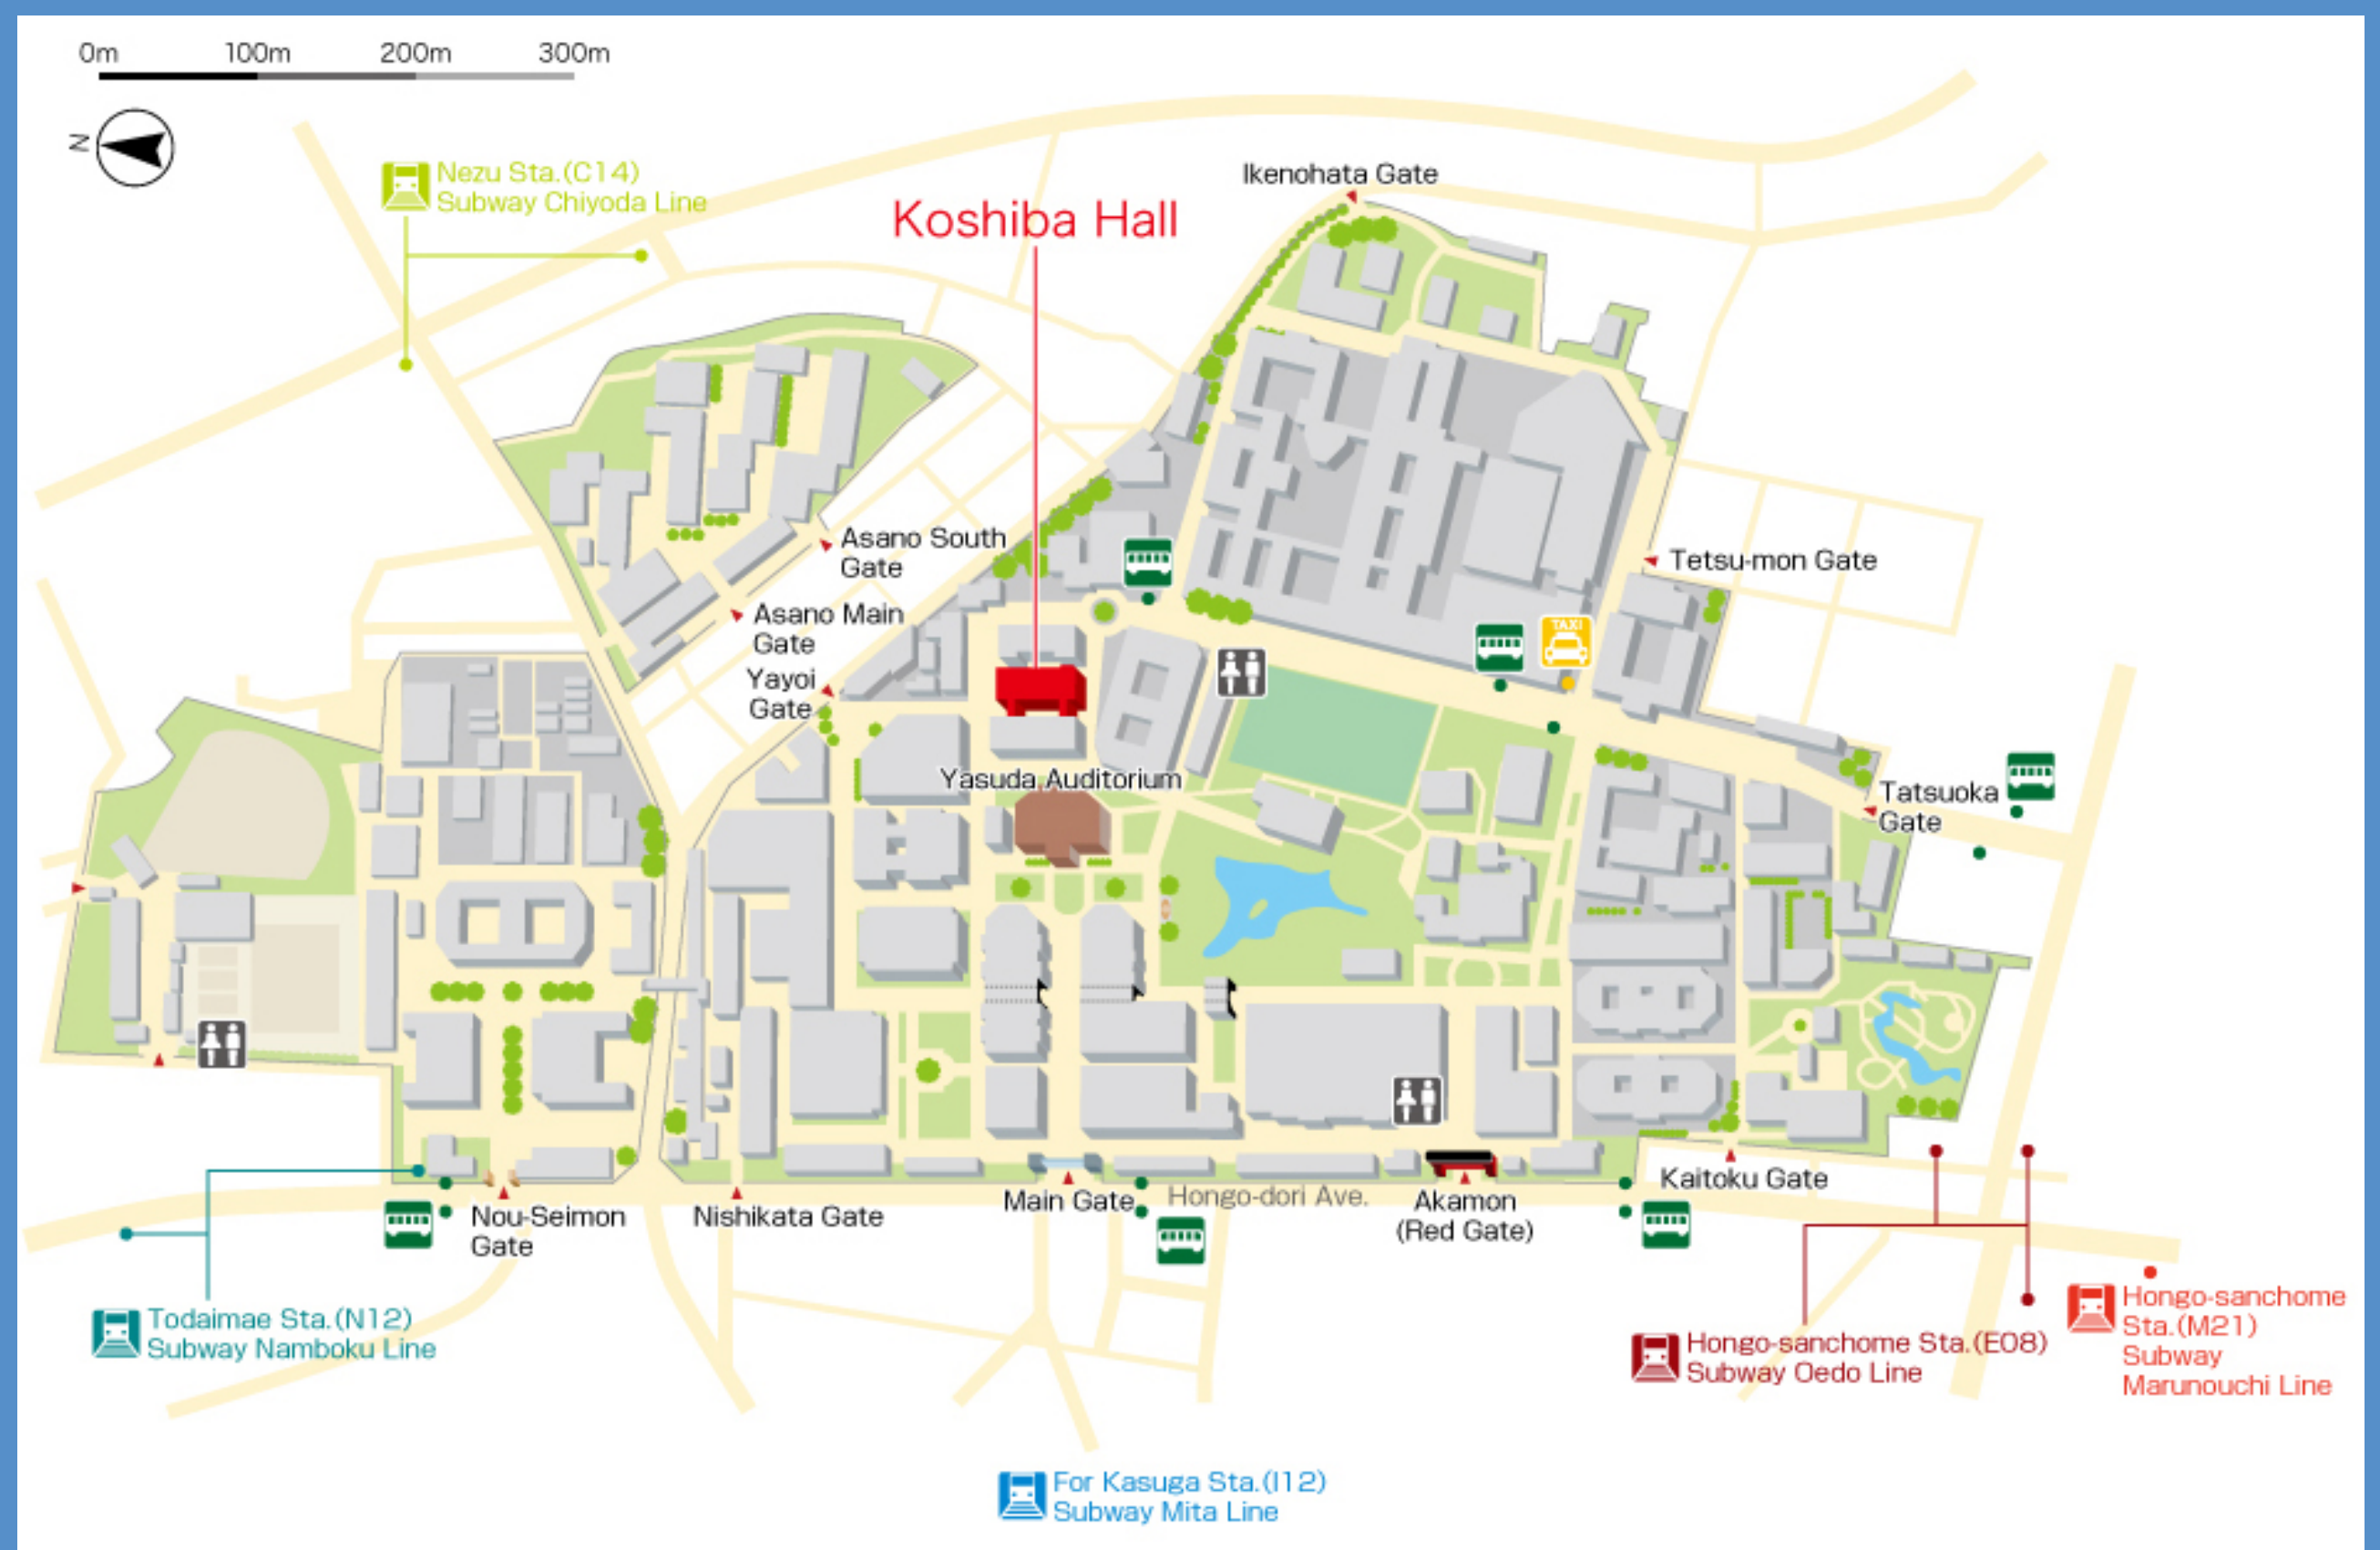 0m 100m 200m 300m
N
Nezu Sta.(C14)
Subway Chiyoda Line
Ikenohata Gate
Koshiba Hall
Asano South
Gate
Tetsu-mon Gate
Asano Main
Gate
TAXI
Yayoi
Gate
Yasuda Auditorium
Tatsuoka
Gate
Kaitoku Gate
Nou-Seimon
Gate
Nishikata Gate
Main Gate
Hongo-dori Ave.
Akamon
(Red Gate)
Todaimae Sta.(N12)
Subway Namboku Line
Hongo-sanchome Sta.(E08)
Subway Oedo Line
Hongo-sanchome
Sta.(M21)
Subway
Marunouchi Line
For Kasuga Sta.(I12)
Subway Mita Line